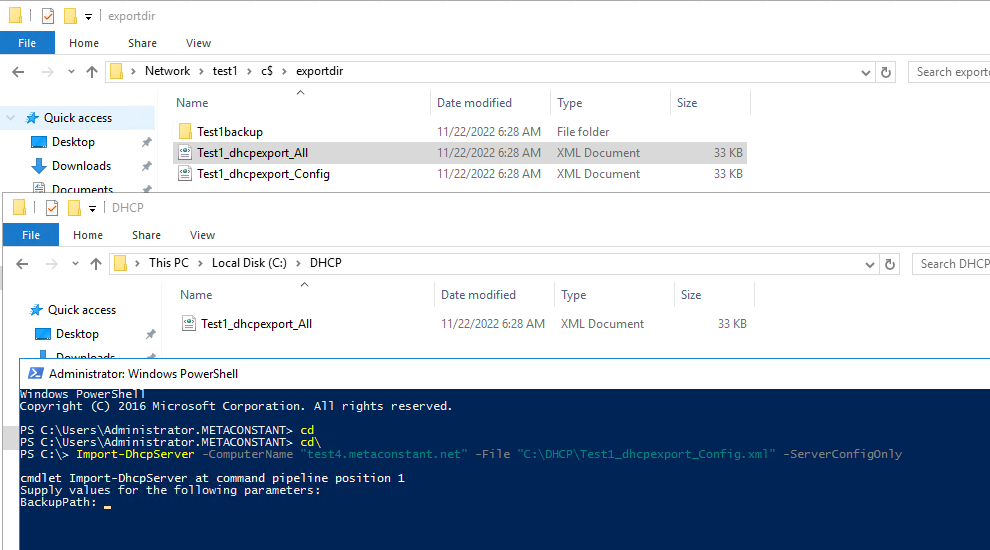 exportdir
File Home Share View
Network test1 c$ exportdir Search export
Name Date modified Type Size
Quick access
Test1backup 11/22/2022 6:28 AM File folder
Desktop
Test1_dhcpexport_All 11/22/2022 6:28 AM XML Document 33 KB
Downloads
Test1_dhcpexport_Config 11/22/2022 6:28 AM XML Document 33 KB
Documents
DHCP
File Home Share View
This PC Local Disk (C:) DHCP Search DHCP
Name Date modified Type Size
Quick access
Test1_dhcpexport_All 11/22/2022 6:28 AM XML Document 33 KB
Desktop
Downloads
Administrator: Windows PowerShell
Windows PowerShell
Copyright (C) 2016 Microsoft Corporation. All rights reserved.
PS C:\Users\Administrator.METACONSTANT> cd
PS C:\Users\Administrator.METACONSTANT> cd\
PS C:\> Import-DhcpServer -ComputerName "test4.metaconstant.net" -File "C:\DHCP\Test1_dhcpexport_Config.xml" -ServerConfigOnly
cmdlet Import-DhcpServer at command pipeline position 1
Supply values for the following parameters:
BackupPath: